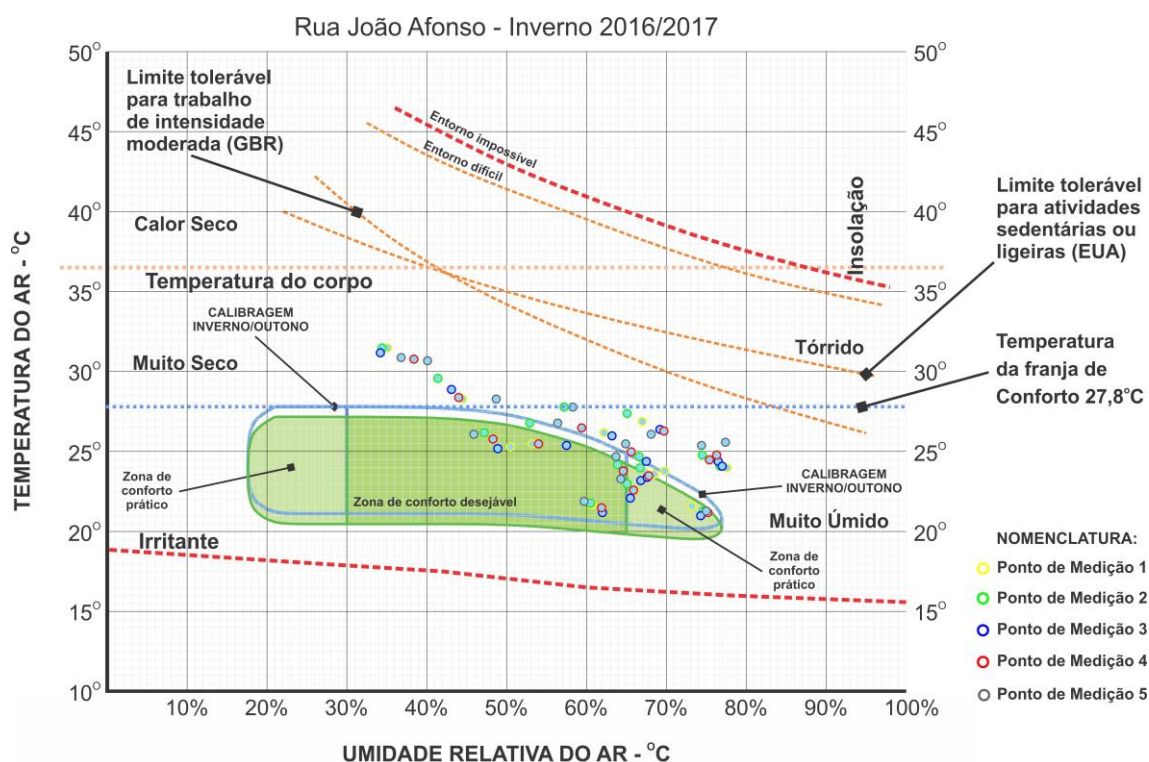 Rua João Afonso - Inverno 2016/2017
50°
45°
40°
35°
30°
25°
20°
15°
10°
TEMPERATURA DO AR - °C
Limite tolerável
para trabalho
de intensidade
moderada (GBR)
Calor Seco
Temperatura do corpo
CALIBRAGEM
INVERNO/OUTONO
Muito Seco
Zona de
conforto
prático
Zona de conforto desejável
Irritante
Entorno impossível
Entorno difícil
Insolação
Tórrido
CALIBRAGEM
INVERNO/OUTONO
Muito Úmido
Zona de
conforto
prático
50°
45°
40°
35°
30°
25°
20°
15°
Limite tolerável
para atividades
sedentárias ou
ligeiras (EUA)
Temperatura
da franja de
Conforto 27,8°C
NOMENCLATURA:
Ponto de Medição 1
Ponto de Medição 2
Ponto de Medição 3
Ponto de Medição 4
Ponto de Medição 5
10% 20% 30% 40% 50% 60% 70% 80% 90% 100%
UMIDADE RELATIVA DO AR - °C